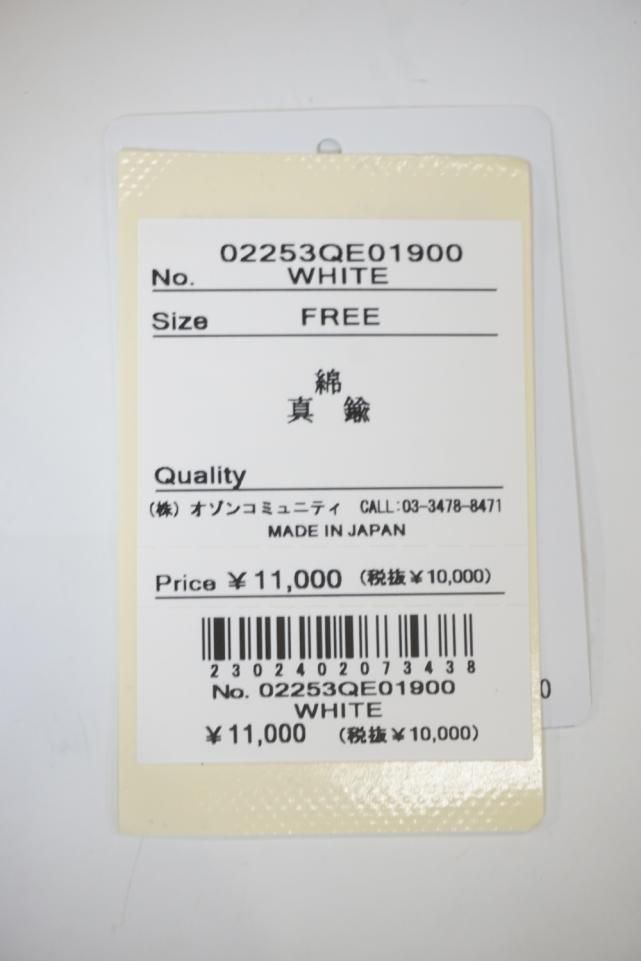 02253QE01900
No. WHITE
Size FREE
綿
真 鍮
Quality
(株) オゾンコミュニティ CALL:03-3478-8471
MADE IN JAPAN
Price ¥11,000 (税抜¥10,000)
2302402073438
No. 02253QE01900
WHITE
¥11,000 (税抜¥10,000)
0